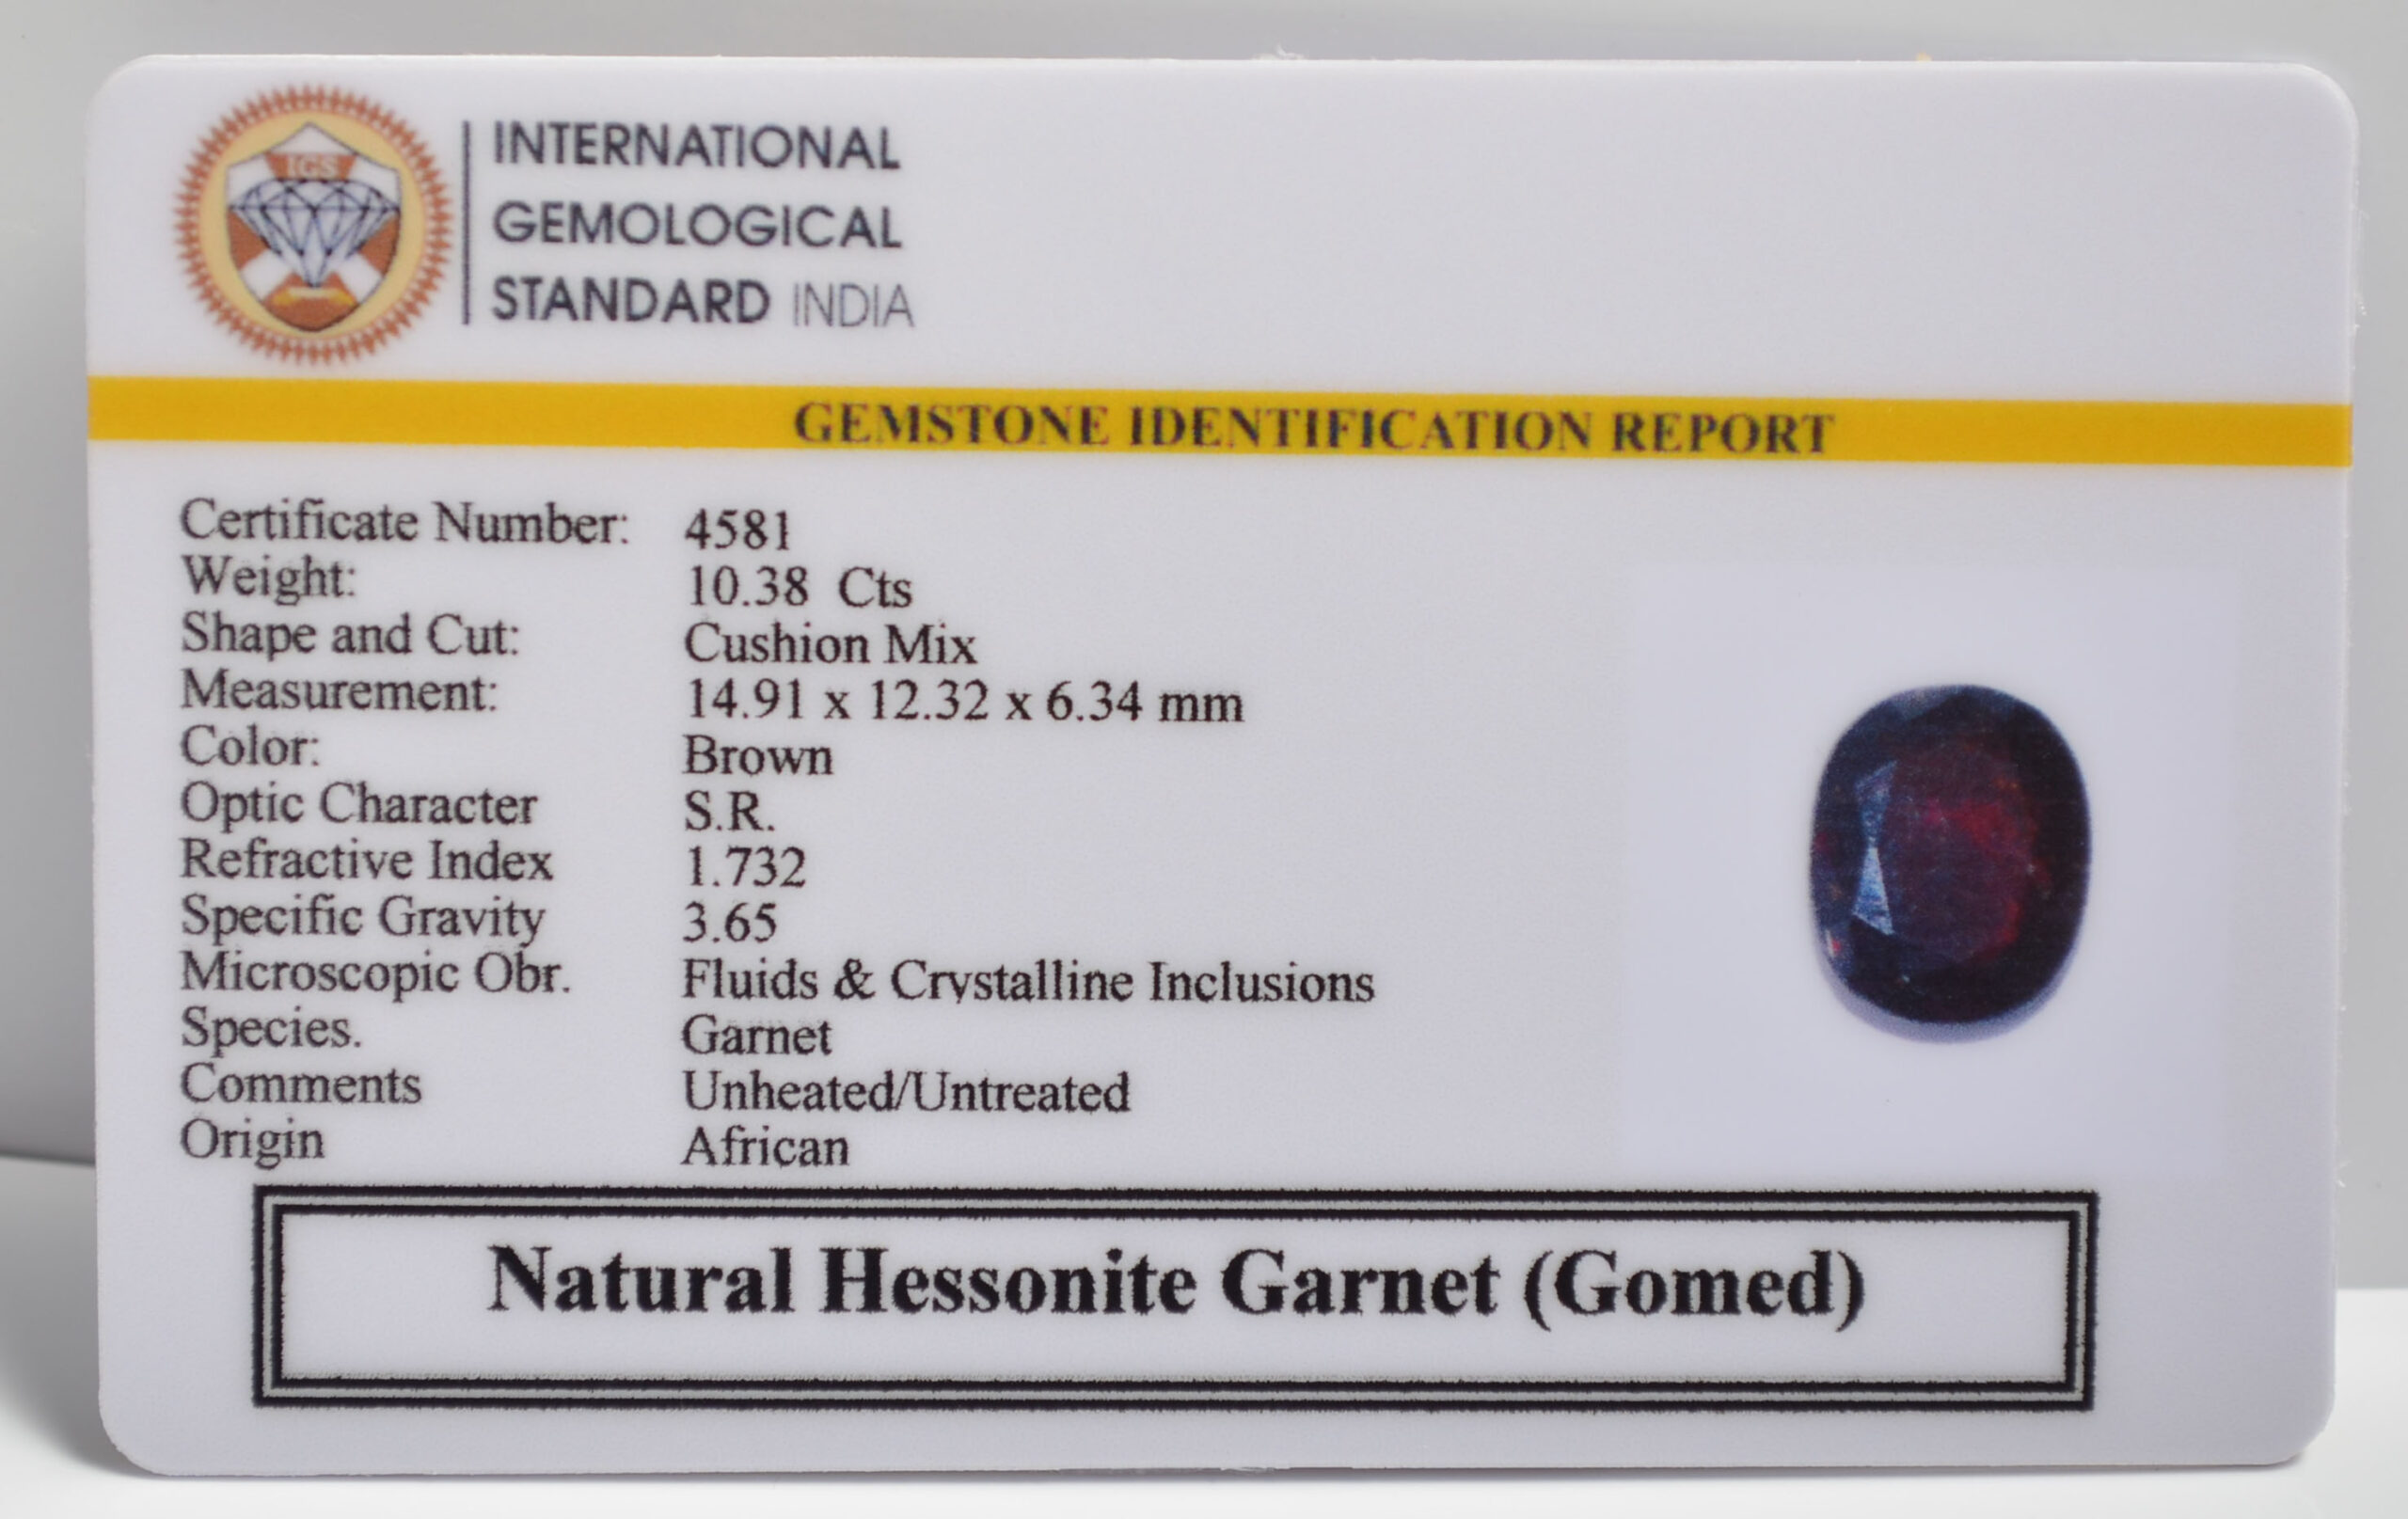 IGS
INTERNATIONAL
GEMOLOGICAL
STANDARD INDIA
GEMSTONE IDENTIFICATION REPORT
Certificate Number: 4581
Weight: 10.38 Cts
Shape and Cut: Cushion Mix
Measurement: 14.91 x 12.32 x 6.34 mm
Color: Brown
Optic Character S.R.
Refractive Index 1.732
Specific Gravity 3.65
Microscopic Obr. Fluids & Crystalline Inclusions
Species. Garnet
Comments Unheated/Untreated
Origin African
Natural Hessonite Garnet (Gomed)